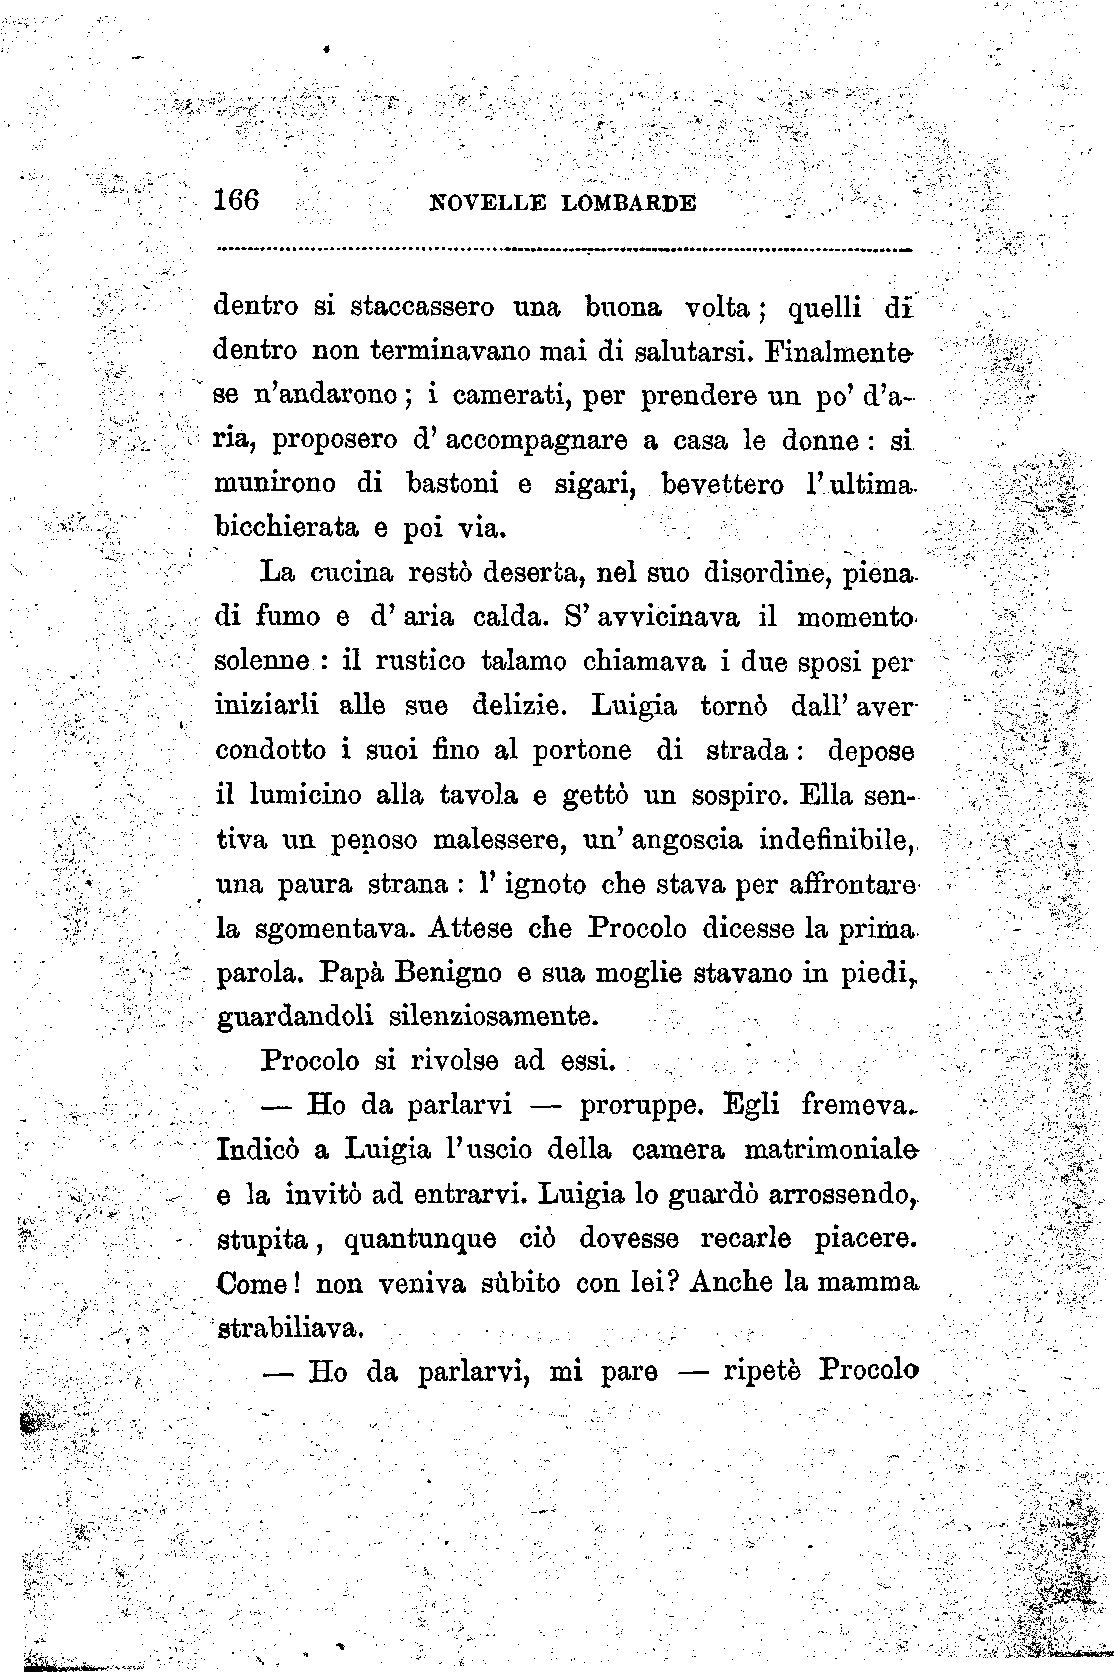 166 NOVELLE LOMBARDE
dentro si staccassero una buona volta ; quelli di
dentro non terminavano mai di salutarsi. Finalmente
se n'andarono ; i camerati, per prendere un po' d'a-
ria, proposero d' accompagnare a casa le donne : si
munirono di bastoni e sigari, bevettero l'ultima
bicchierata e poi via.
La cucina restò deserta, nel suo disordine, piena
di fumo e d' aria calda. S' avvicinava il momento
solenne : il rustico talamo chiamava i due sposi per
iniziarli alle sue delizie. Luigia tornò dall' aver
condotto i suoi fino al portone di strada : depose
il lumicino alla tavola e gettò un sospiro. Ella sen-
tiva un penoso malessere, un' angoscia indefinibile,
una paura strana : l' ignoto che stava per affrontare
la sgomentava. Attese che Procolo dicesse la prima
parola. Papà Benigno e sua moglie stavano in piedi,
guardandoli silenziosamente.
Procolo si rivolse ad essi.
— Ho da parlarvi — proruppe. Egli fremeva.
Indicò a Luigia l'uscio della camera matrimoniale
e la invitò ad entrarvi. Luigia lo guardò arrossendo,
stupita, quantunque ciò dovesse recarle piacere.
Come! non veniva sùbito con lei? Anche la mamma
strabiliava.
— Ho da parlarvi, mi pare — ripetè Procolo